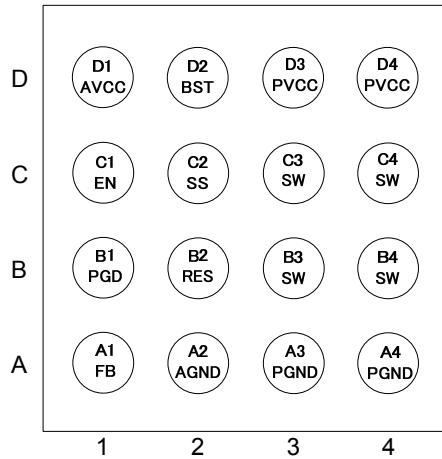 D
D1 D2 D3 D4
AVCC BST PVCC PVCC
C
C1 C2 C3 C4
EN SS SW SW
B
B1 B2 B3 B4
PGD RES SW SW
A
A1 A2 A3 A4
FB AGND PGND PGND
1 2 3 4